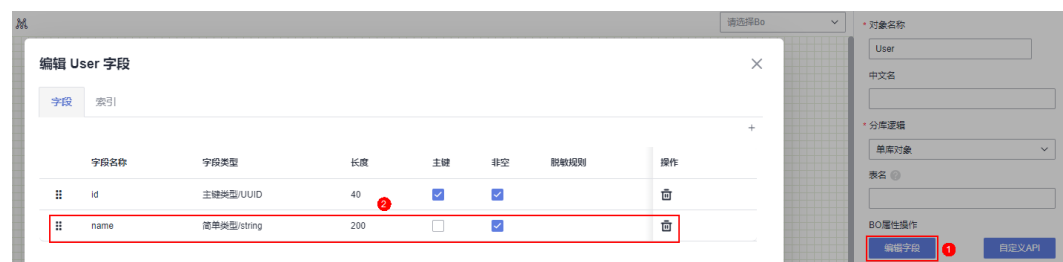 请选择Bo
编辑 User 字段
字段 索引
+
字段名称 字段类型 长度 主键 非空 脱敏规则 操作
id 主键类型/UUID 40
2
name 简单类型/string 200
* 对象名称
User
中文名
* 分库逻辑
单库对象
表名
BO属性操作
编辑字段 1 自定义API